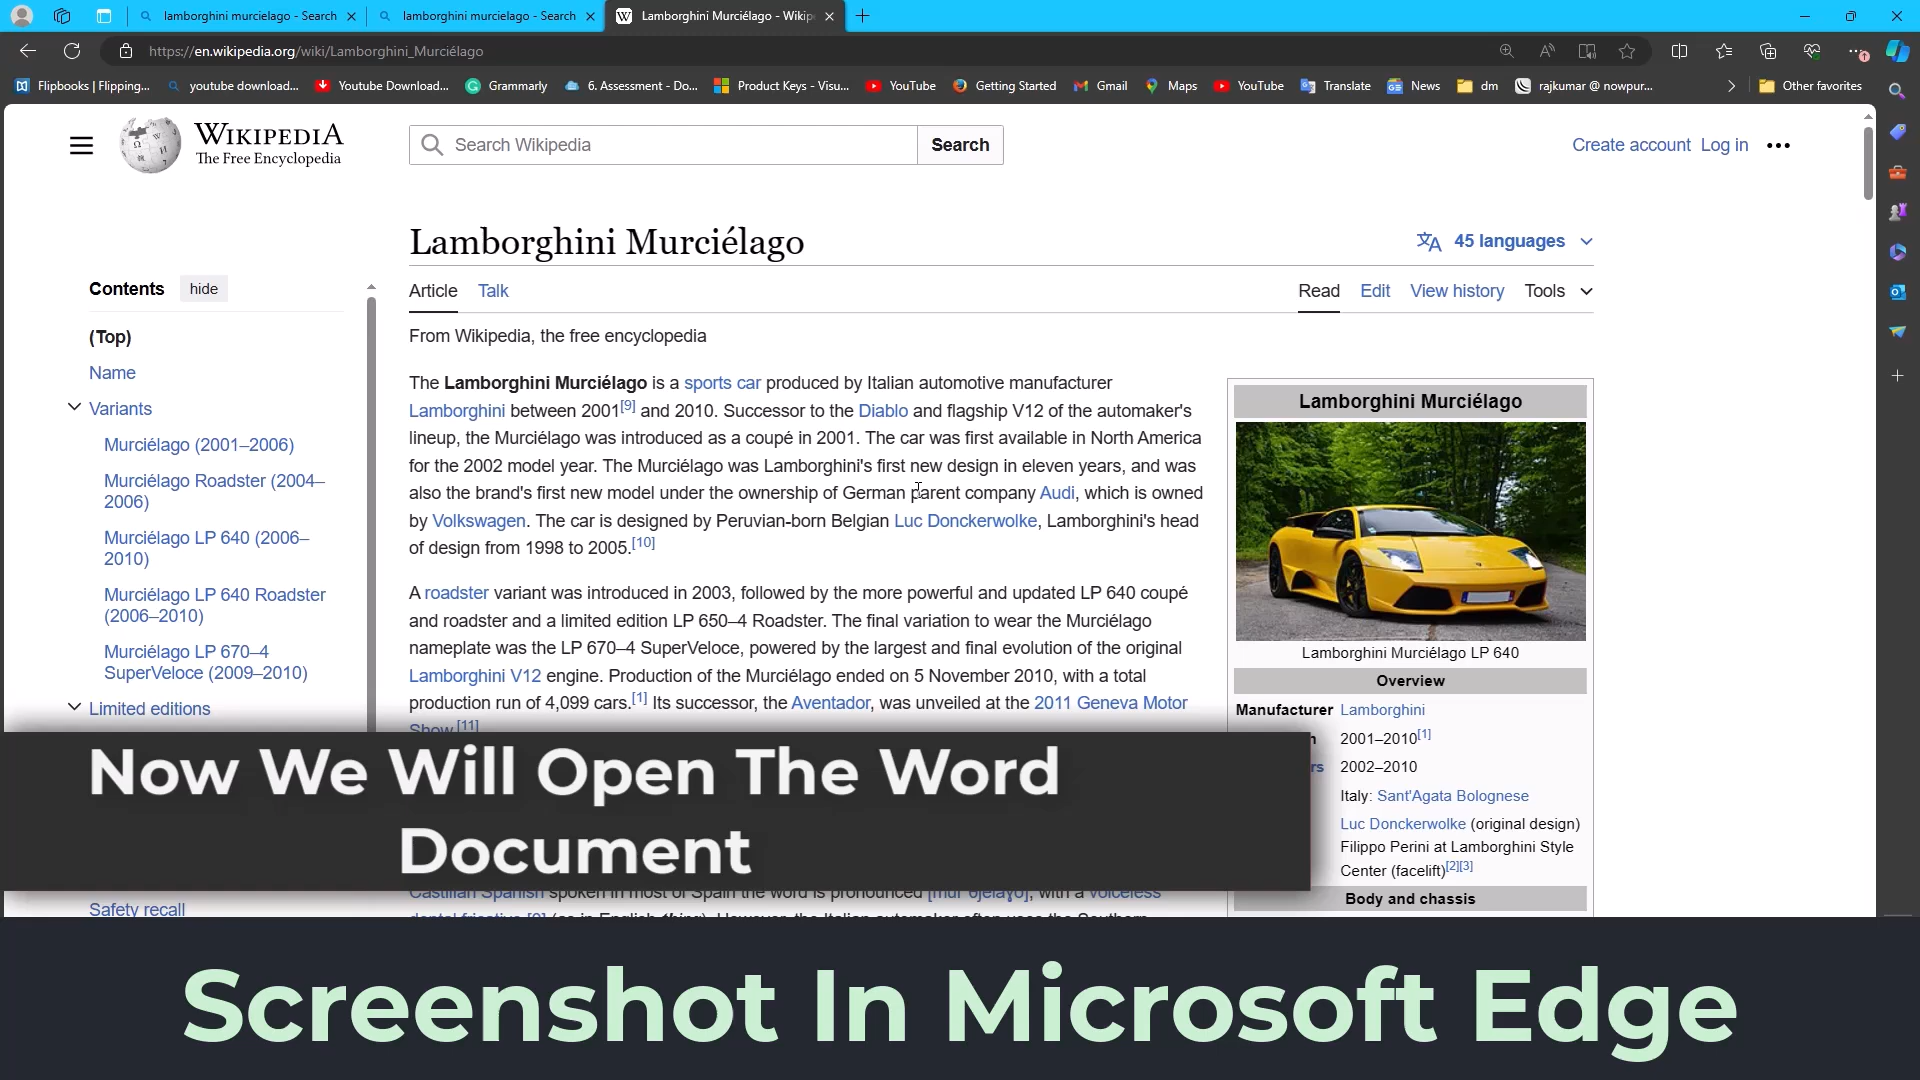 lamborghini murcielago - Search
lamborghini murcielago - Search
Lamborghini Murciélago - Wikip
https://en.wikipedia.org/wiki/Lamborghini_Murciélago
Flipbooks | Flipping...
youtube download...
Youtube Download...
Grammarly
6. Assessment - Do...
Product Keys - Visu...
YouTube
Getting Started
Gmail
Maps
YouTube
Translate
News
dm
rajkumar @ nowpur...
Other favorites
WIKIPEDIA
The Free Encyclopedia
Search Wikipedia
Search
Create account Log in
Lamborghini Murciélago
45 languages
Contents hide
Article Talk
Read Edit View history Tools
(Top)
Name
Variants
Murciélago (2001–2006)
Murciélago Roadster (2004–
2006)
Murciélago LP 640 (2006–
2010)
Murciélago LP 640 Roadster
(2006–2010)
Murciélago LP 670–4
SuperVeloce (2009–2010)
Limited editions
Safety recall
From Wikipedia, the free encyclopedia
The Lamborghini Murciélago is a sports car produced by Italian automotive manufacturer
Lamborghini between 2001[9] and 2010. Successor to the Diablo and flagship V12 of the automaker's
lineup, the Murciélago was introduced as a coupé in 2001. The car was first available in North America
for the 2002 model year. The Murciélago was Lamborghini's first new design in eleven years, and was
also the brand's first new model under the ownership of German parent company Audi, which is owned
by Volkswagen. The car is designed by Peruvian-born Belgian Luc Donckerwolke, Lamborghini's head
of design from 1998 to 2005.[10]
A roadster variant was introduced in 2003, followed by the more powerful and updated LP 640 coupé
and roadster and a limited edition LP 650–4 Roadster. The final variation to wear the Murciélago
nameplate was the LP 670–4 SuperVeloce, powered by the largest and final evolution of the original
Lamborghini V12 engine. Production of the Murciélago ended on 5 November 2010, with a total
production run of 4,099 cars.[1] Its successor, the Aventador, was unveiled at the 2011 Geneva Motor
Show.[11]
Castilian Spanish spoken in most of Spain the word is pronounced with a voiceless
Lamborghini Murciélago
Lamborghini Murciélago LP 640
Overview
Manufacturer Lamborghini
2001–2010[1]
2002–2010
Italy: Sant'Agata Bolognese
Luc Donckerwolke (original design)
Filippo Perini at Lamborghini Style
Center (facelift)[2][3]
Body and chassis
Now We Will Open The Word
Document
Screenshot In Microsoft Edge